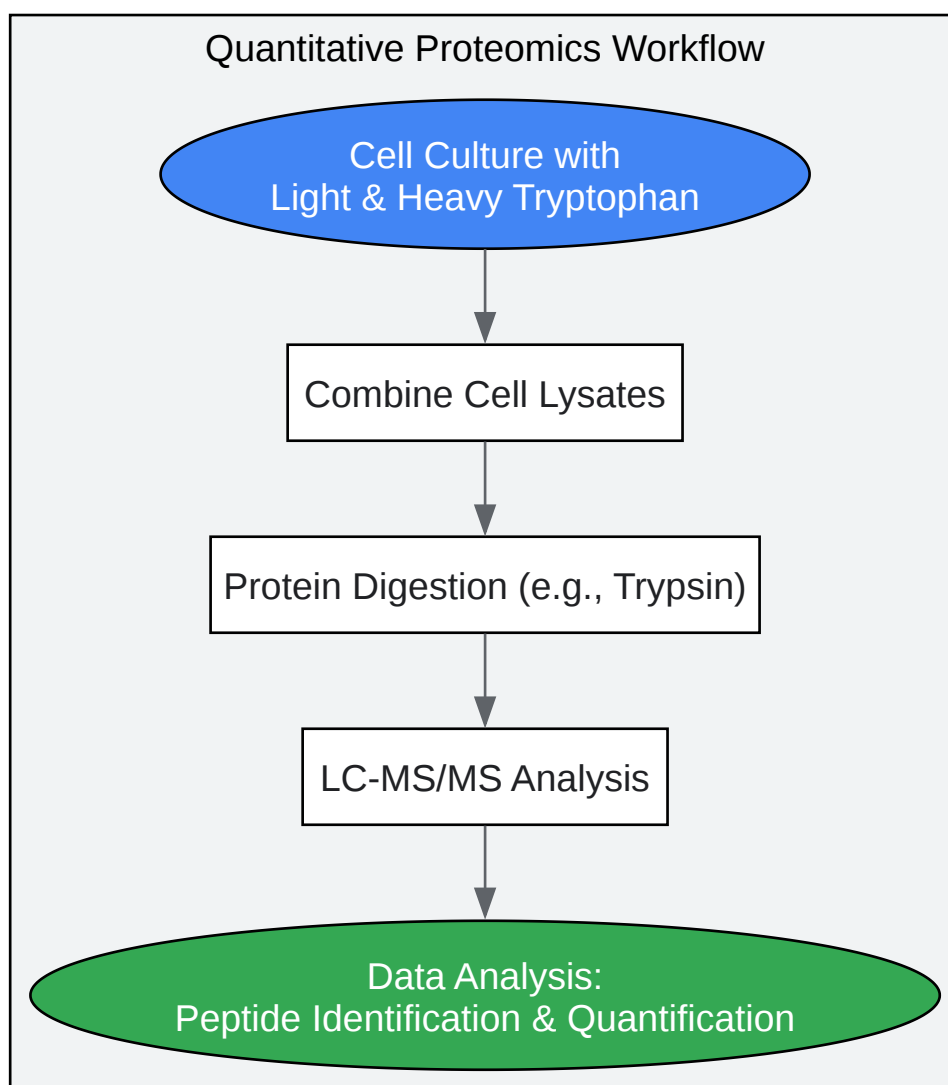 Quantitative Proteomics Workflow
Cell Culture with
Light & Heavy Tryptophan
Combine Cell Lysates
Protein Digestion (e.g., Trypsin)
LC-MS/MS Analysis
Data Analysis:
Peptide Identification & Quantification